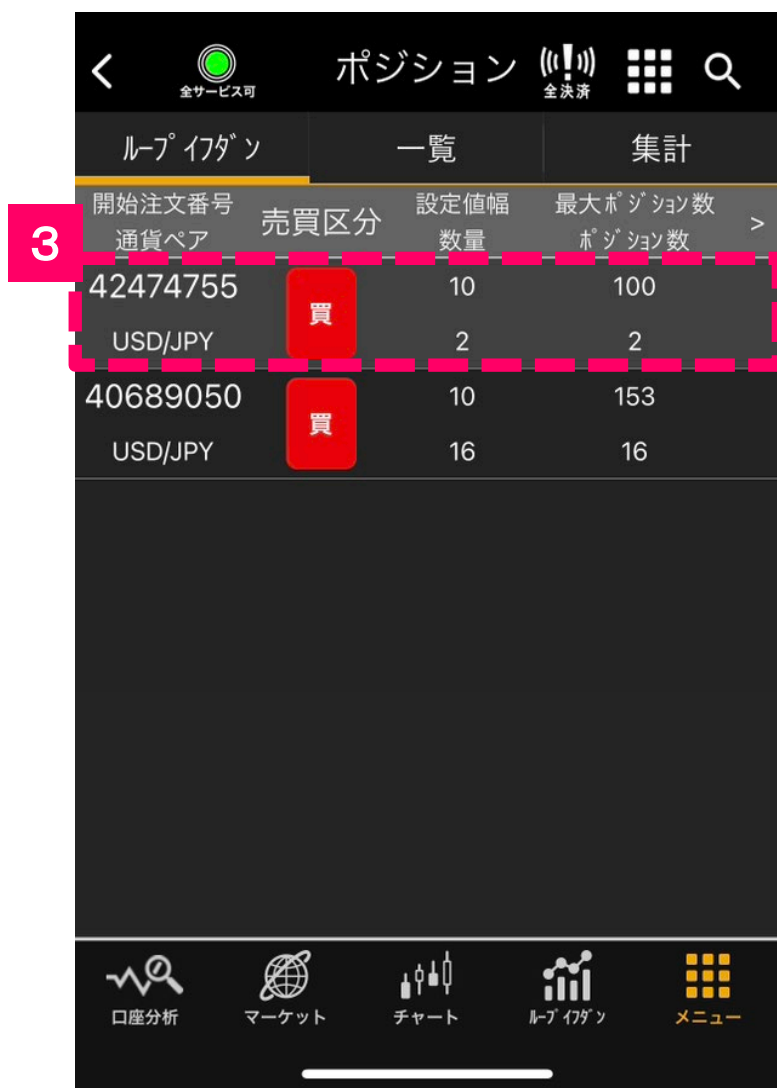 ポジション
全サービス可
全決済
ﾙｰﾌﾟｲﾌﾀﾞﾝ 一覧 集計
開始注文番号 売買区分 設定値幅 最大ﾎﾟｼﾞｼｮﾝ数 >
通貨ペア 数量 ﾎﾟｼﾞｼｮﾝ数
3
42474755 買 10 100
USD/JPY 2 2
40689050 買 10 153
USD/JPY 16 16
口座分析 マーケット チャート ﾙｰﾌﾟｲﾌﾀﾞﾝ メニュー